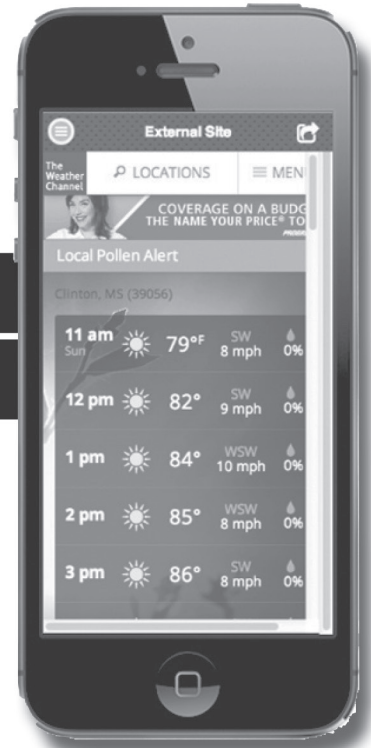 External Site
The
Weather
Channel
LOCATIONS
MENU
COVERAGE ON A BUDG
THE NAME YOUR PRICE® TO
Local Pollen Alert
Clinton, MS (39056)
11 am 79°F SW
Sun 8 mph 0%
12 pm 82° SW
9 mph 0%
1 pm 84° WSW
10 mph 0%
2 pm 85° WSW
8 mph 0%
3 pm 86° SW
8 mph 0%